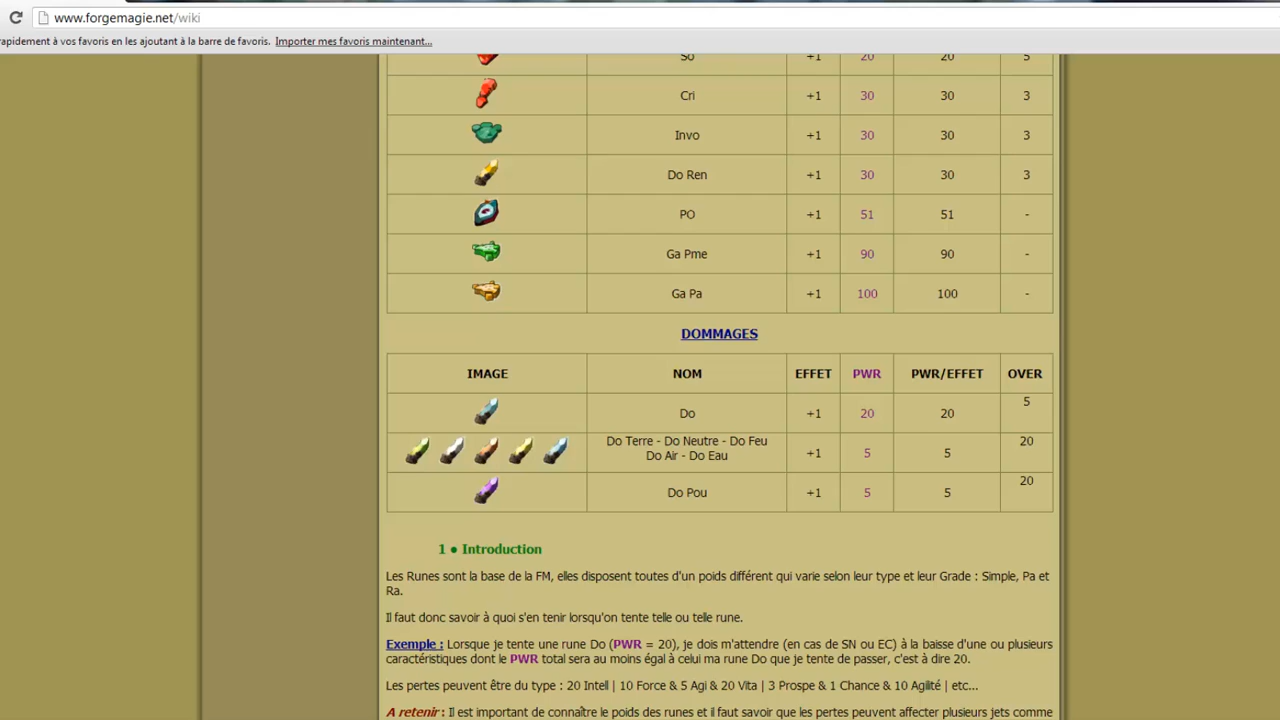 www.forgemagie.net/wiki
rapidement à vos favoris en les ajoutant à la barre de favoris. Importer mes favoris maintenant...
So +1 20 20 5
Cri +1 30 30 3
Invo +1 30 30 3
Do Ren +1 30 30 3
PO +1 51 51 -
Ga Pme +1 90 90 -
Ga Pa +1 100 100 -
DOMMAGES
IMAGE NOM EFFET PWR PWR/EFFET OVER
Do +1 20 20 5
Do Terre - Do Neutre - Do Feu
Do Air - Do Eau +1 5 5 20
Do Pou +1 5 5 20
1 ● Introduction
Les Runes sont la base de la FM, elles disposent toutes d'un poids différent qui varie selon leur type et leur Grade : Simple, Pa et
Ra.
Il faut donc savoir à quoi s'en tenir lorsqu'on tente telle ou telle rune.
Exemple : Lorsque je tente une rune Do (PWR = 20), je dois m'attendre (en cas de SN ou EC) à la baisse d'une ou plusieurs
caractéristiques dont le PWR total sera au moins égal à celui ma rune Do que je tente de passer, c'est à dire 20.
Les pertes peuvent être du type : 20 Intell | 10 Force & 5 Agi & 20 Vita | 3 Prospe & 1 Chance & 10 Agilité | etc...
A retenir : Il est important de connaître le poids des runes et il faut savoir que les pertes peuvent affecter plusieurs jets comme